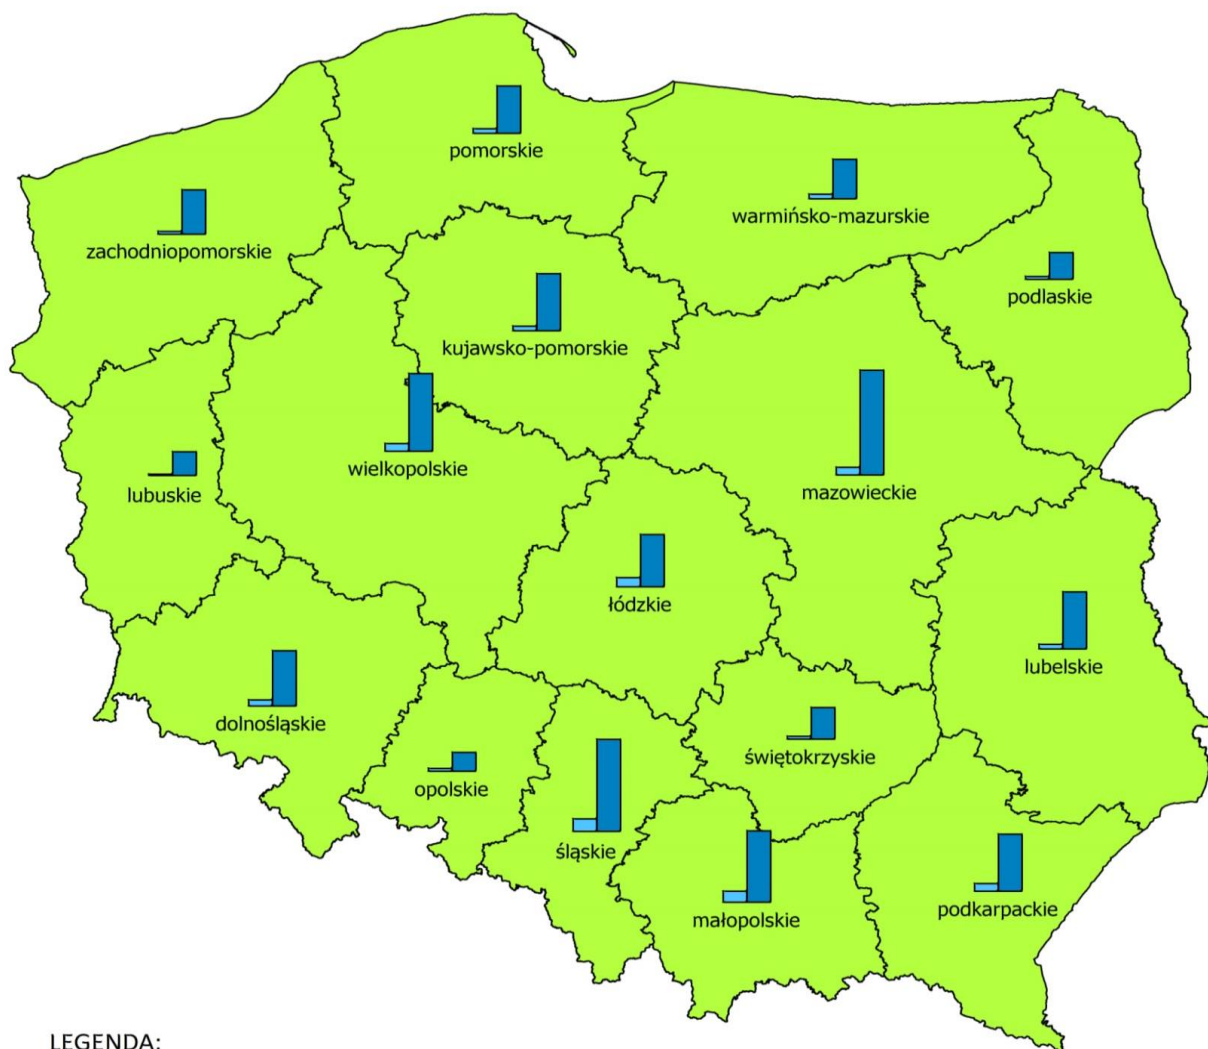 pomorskie
warmińsko-mazurskie
zachodniopomorskie
podlaskie
kujawsko-pomorskie
wielkopolskie
mazowieckie
lubuskie
łódzkie
lubelskie
dolnośląskie
świętokrzyskie
opolskie
śląskie
małopolskie
podkarpackie
LEGENDA: